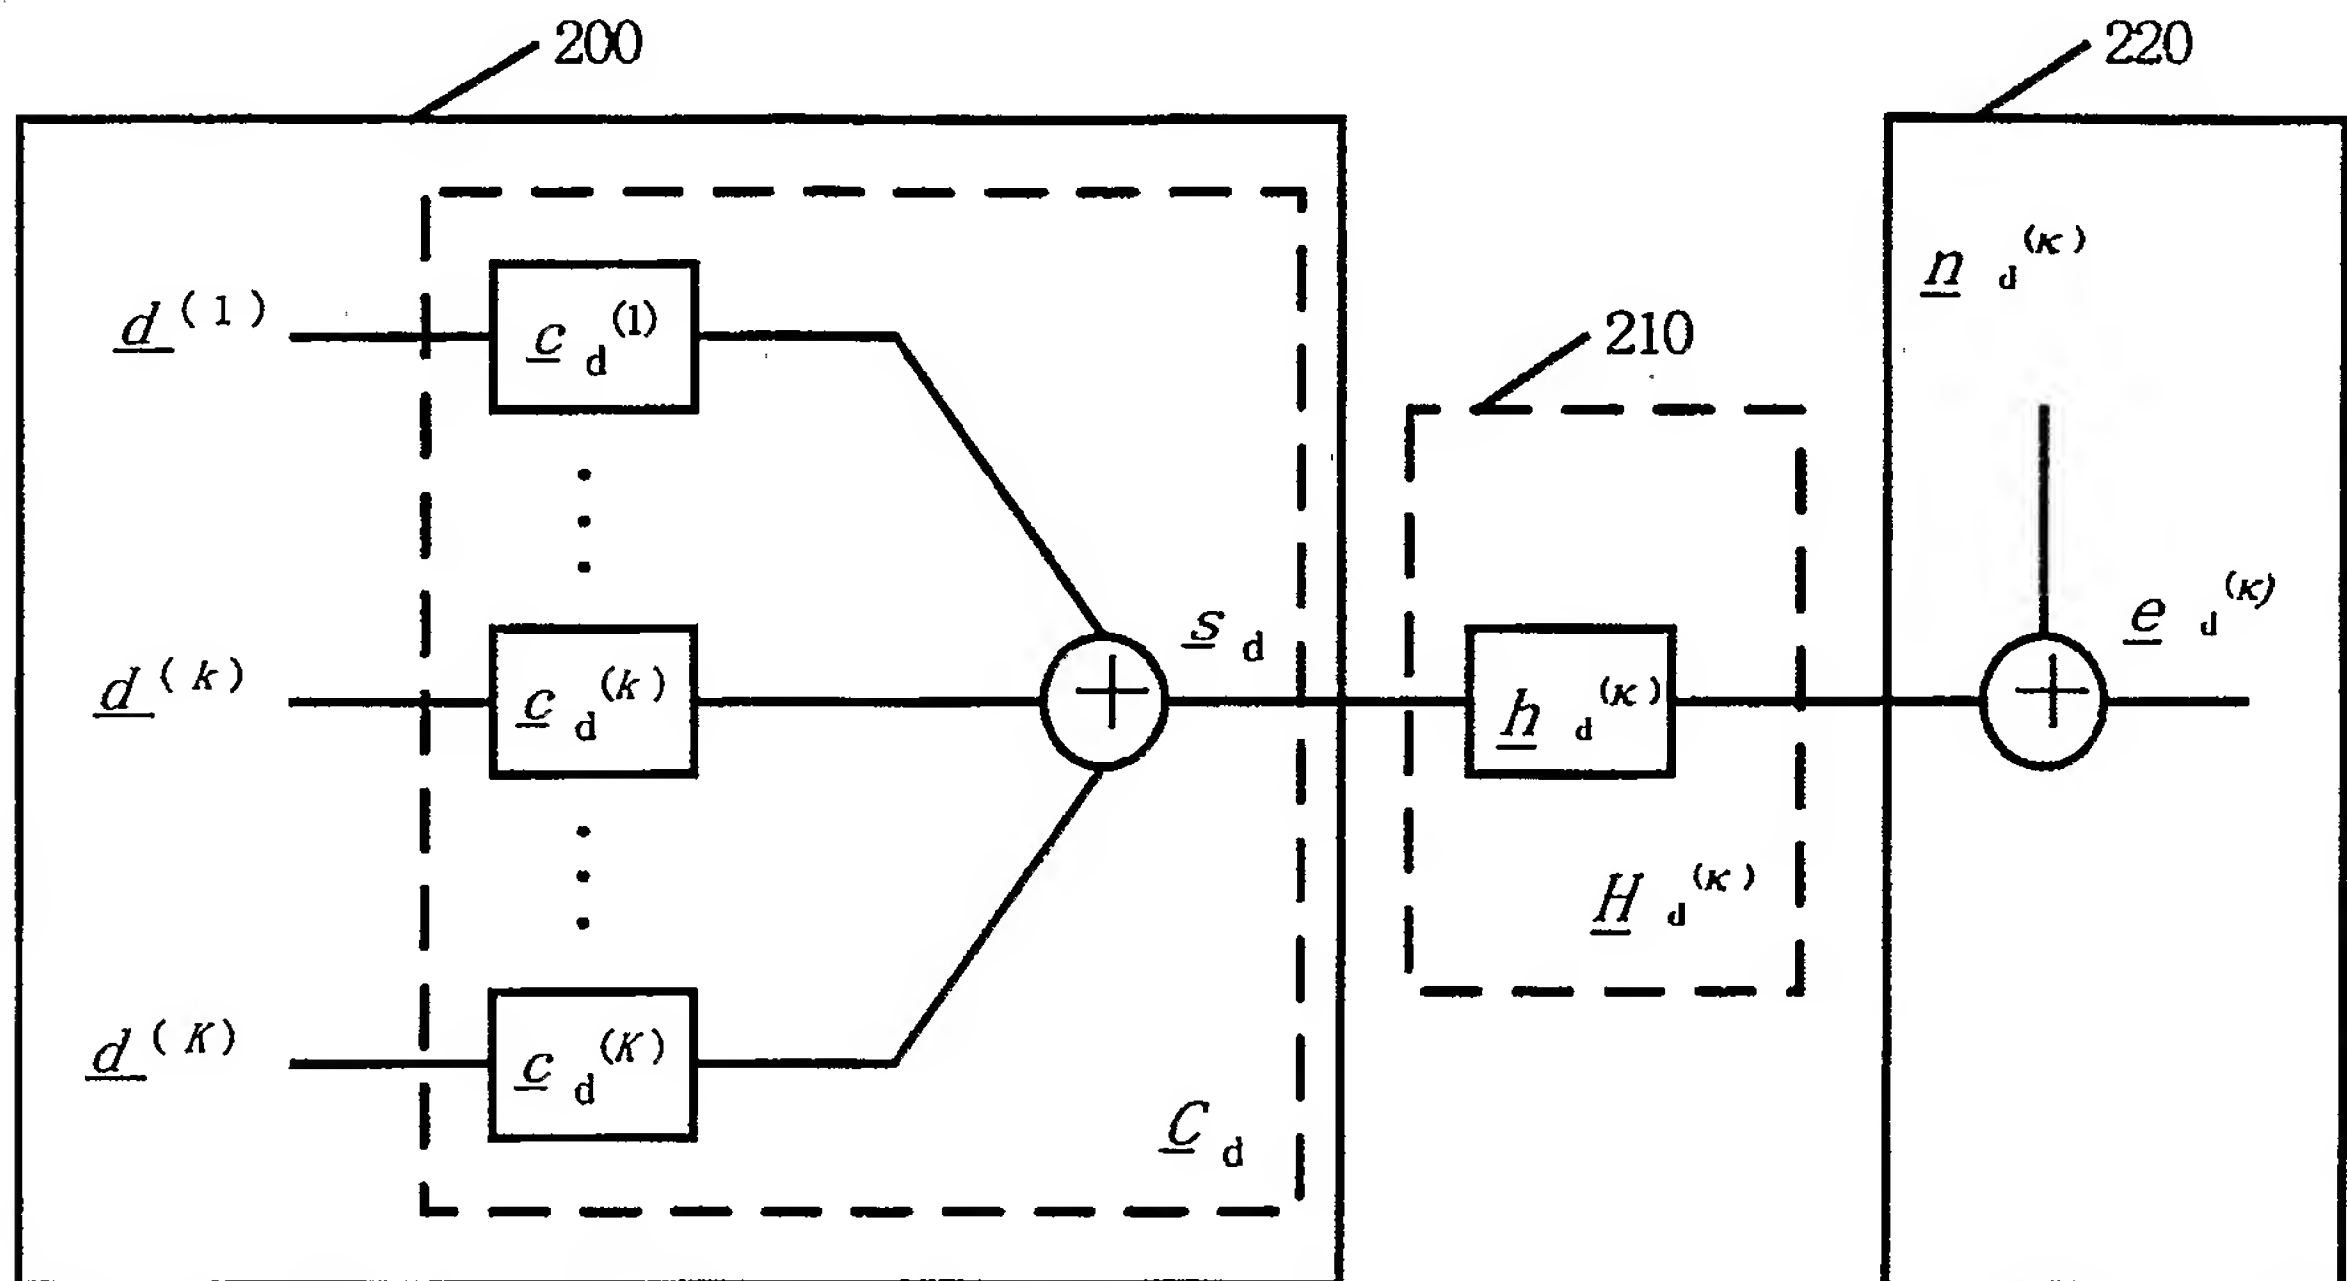 200
220
n d (κ)
d (1)
c d (1)
210
s d
e d (κ)
d (k)
c d (k)
+
h d (κ)
+
H d (κ)
d (K)
c d (K)
C d